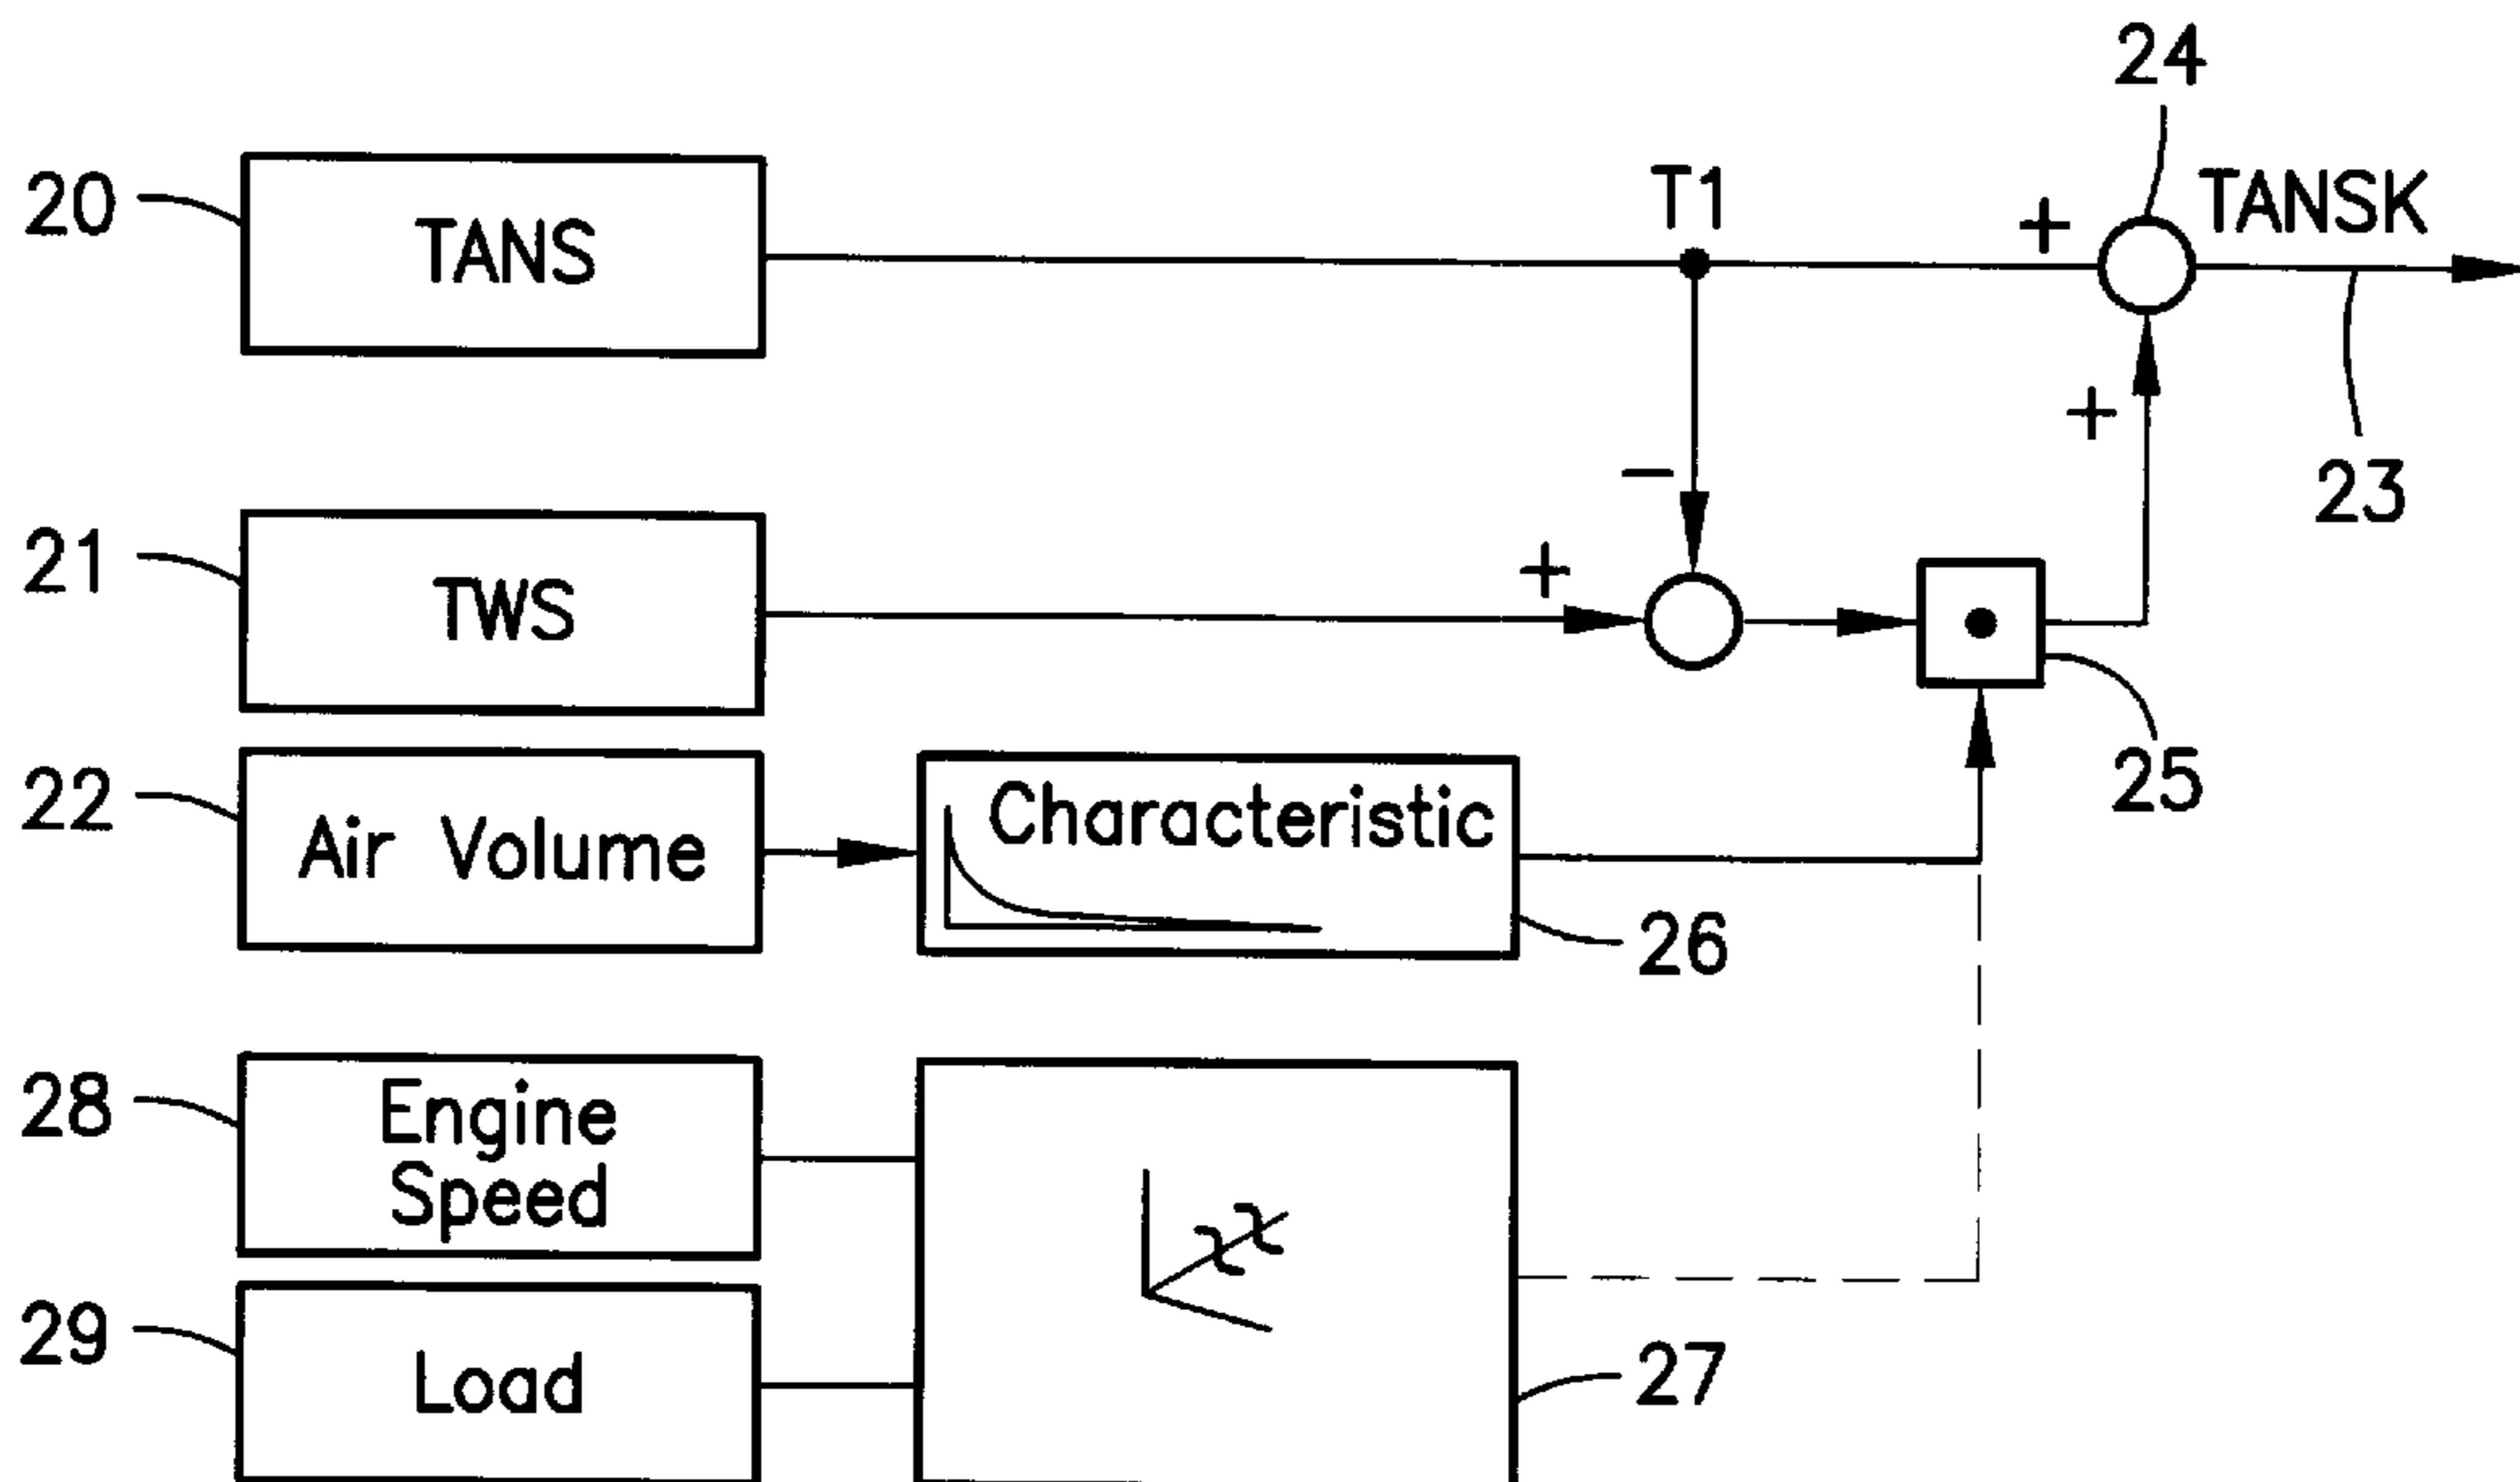 24
20
TANS
T1
+
TANSK
+
23
−
21
TWS
+
25
22
Air Volume
Characteristic
26
28
Engine
Speed
29
Load
27